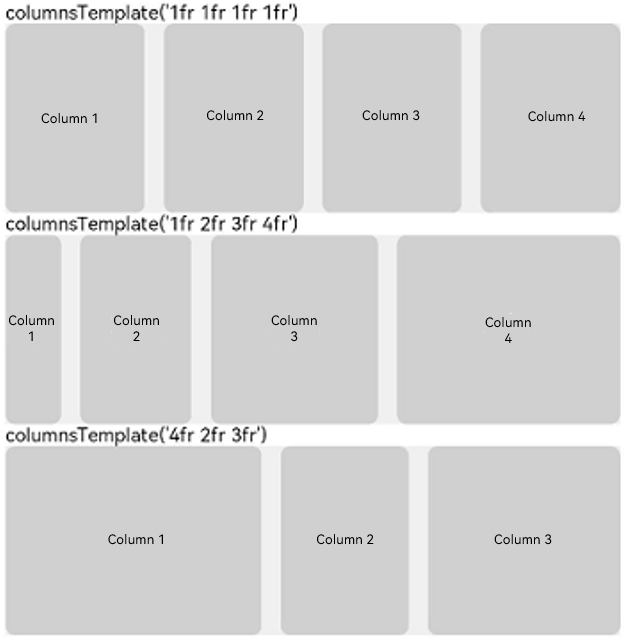 columnsTemplate('1fr 1fr 1fr 1fr')
Column 1
Column 2
Column 3
Column 4
columnsTemplate('1fr 2fr 3fr 4fr')
Column
1
Column
2
Column
3
Column
4
columnsTemplate('4fr 2fr 3fr')
Column 1
Column 2
Column 3